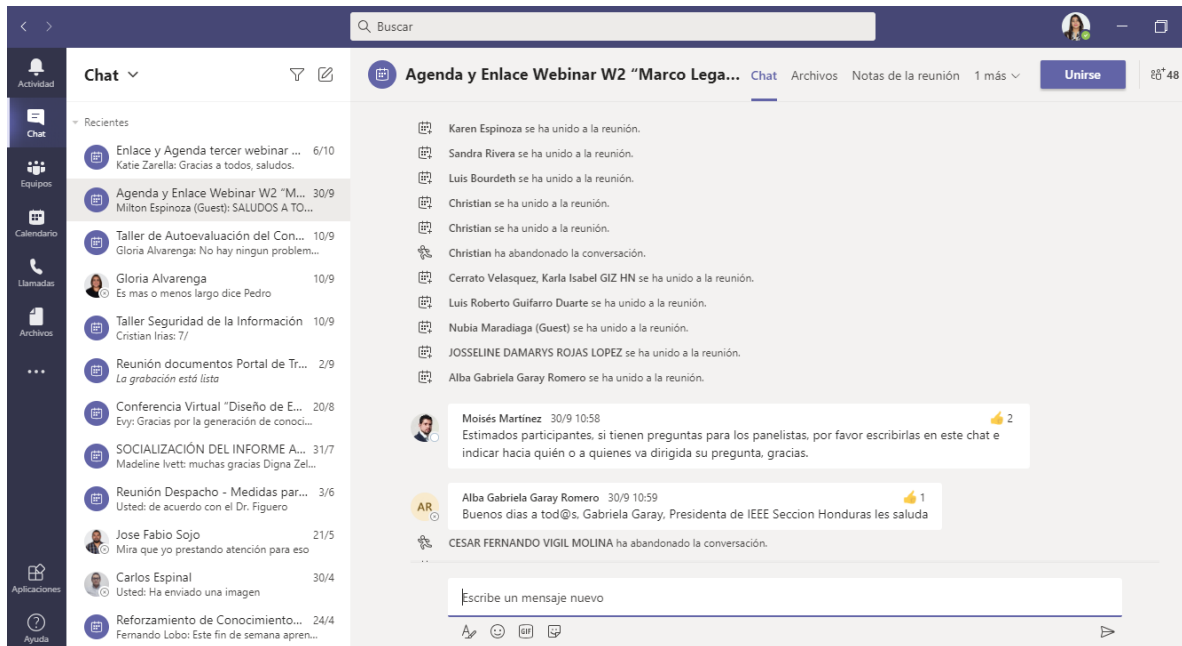 Buscar
Actividad
Chat
Equipos
Calendario
Llamadas
Archivos
Aplicaciones
Ayuda
Chat
Recientes
Enlace y Agenda tercer webinar ... 6/10
Katie Zarella: Gracias a todos, saludos.
Agenda y Enlace Webinar W2 “M... 30/9
Milton Espinoza (Guest): SALUDOS A TO...
Taller de Autoevaluación del Con... 10/9
Gloria Alvarenga: No hay ningun problem...
Gloria Alvarenga 10/9
Es mas o menos largo dice Pedro
Taller Seguridad de la Información 10/9
Cristian Irias: 7/
Reunión documentos Portal de Tr... 2/9
La grabación está lista
Conferencia Virtual “Diseño de E... 20/8
Evy: Gracias por la generación de conoci...
SOCIALIZACIÓN DEL INFORME A... 31/7
Madeline Ivett: muchas gracias Digna Zel...
Reunión Despacho - Medidas par... 3/6
Usted: de acuerdo con el Dr. Figuero
Jose Fabio Sojo 21/5
Mira que yo prestando atención para eso
Carlos Espinal 30/4
Usted: Ha enviado una imagen
Reforzamiento de Conocimiento... 24/4
Fernando Lobo: Este fin de semana apren...
Agenda y Enlace Webinar W2 “Marco Lega... Chat Archivos Notas de la reunión 1 más Unirse 48
Karen Espinoza se ha unido a la reunión.
Sandra Rivera se ha unido a la reunión.
Luis Bourdeth se ha unido a la reunión.
Christian se ha unido a la reunión.
Christian se ha unido a la reunión.
Christian ha abandonado la conversación.
Cerrato Velasquez, Karla Isabel GIZ HN se ha unido a la reunión.
Luis Roberto Guifarro Duarte se ha unido a la reunión.
Nubia Maradiaga (Guest) se ha unido a la reunión.
JOSSELINE DAMARYS ROJAS LOPEZ se ha unido a la reunión.
Alba Gabriela Garay Romero se ha unido a la reunión.
Moisés Martínez 30/9 10:58 2
Estimados participantes, si tienen preguntas para los panelistas, por favor escribirlas en este chat e
indicar hacia quién o a quienes va dirigida su pregunta, gracias.
AR
Alba Gabriela Garay Romero 30/9 10:59 1
Buenos dias a tod@s, Gabriela Garay, Presidenta de IEEE Seccion Honduras les saluda
CESAR FERNANDO VIGIL MOLINA ha abandonado la conversación.
Escribe un mensaje nuevo
GIF